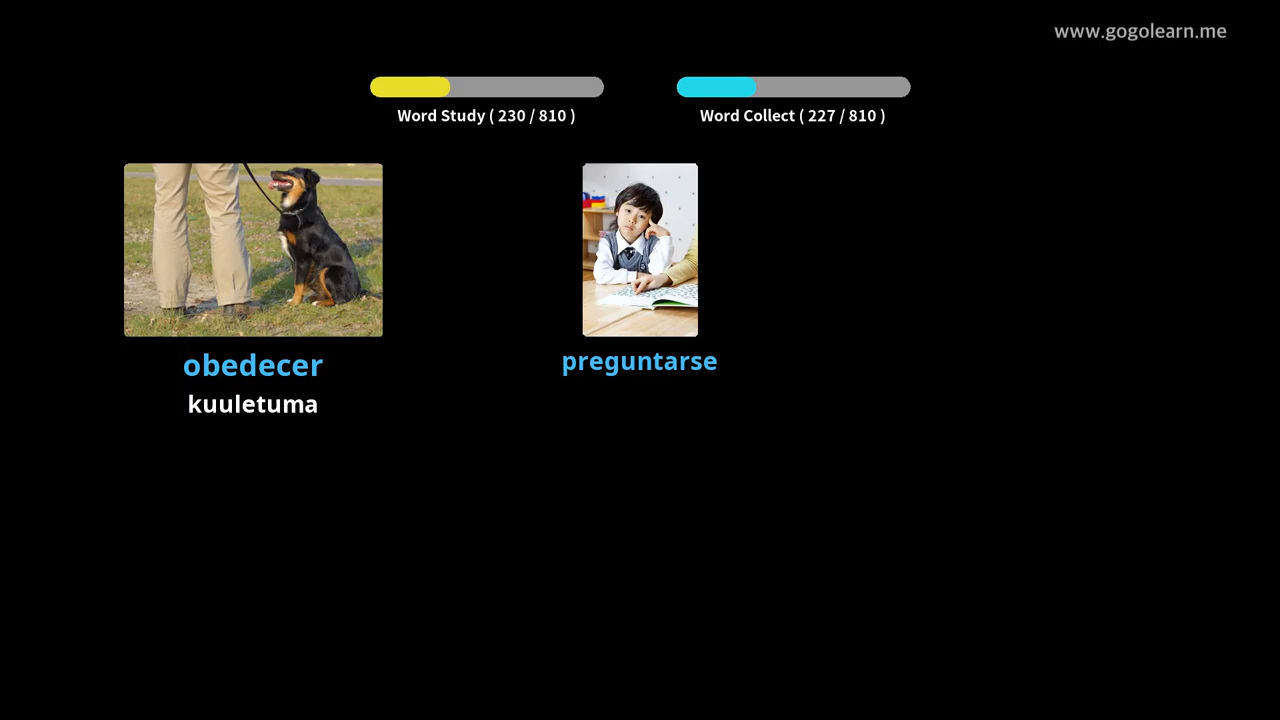 www.gogolearn.me
Word Study ( 230 / 810 )
Word Collect ( 227 / 810 )
obedecer
kuuletuma
preguntarse